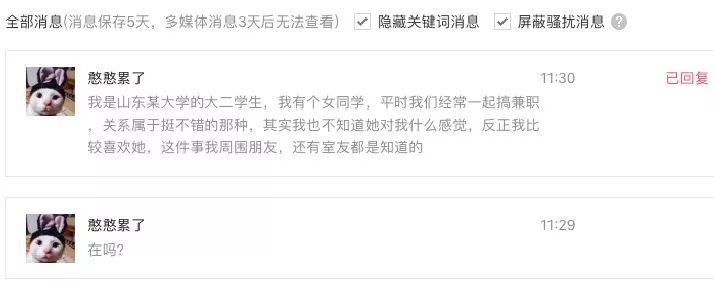 全部消息(消息保存5天，多媒体消息3天后无法查看) 隐藏关键词消息 屏蔽骚扰消息 ?
憨憨累了 11:30 已回复
我是山东某大学的大二学生，我有个女同学，平时我们经常一起搞兼职
，关系属于挺不错的那种，其实我也不知道她对我什么感觉，反正我比
较喜欢她，这件事我周围朋友，还有室友都是知道的
憨憨累了 11:29
在吗?